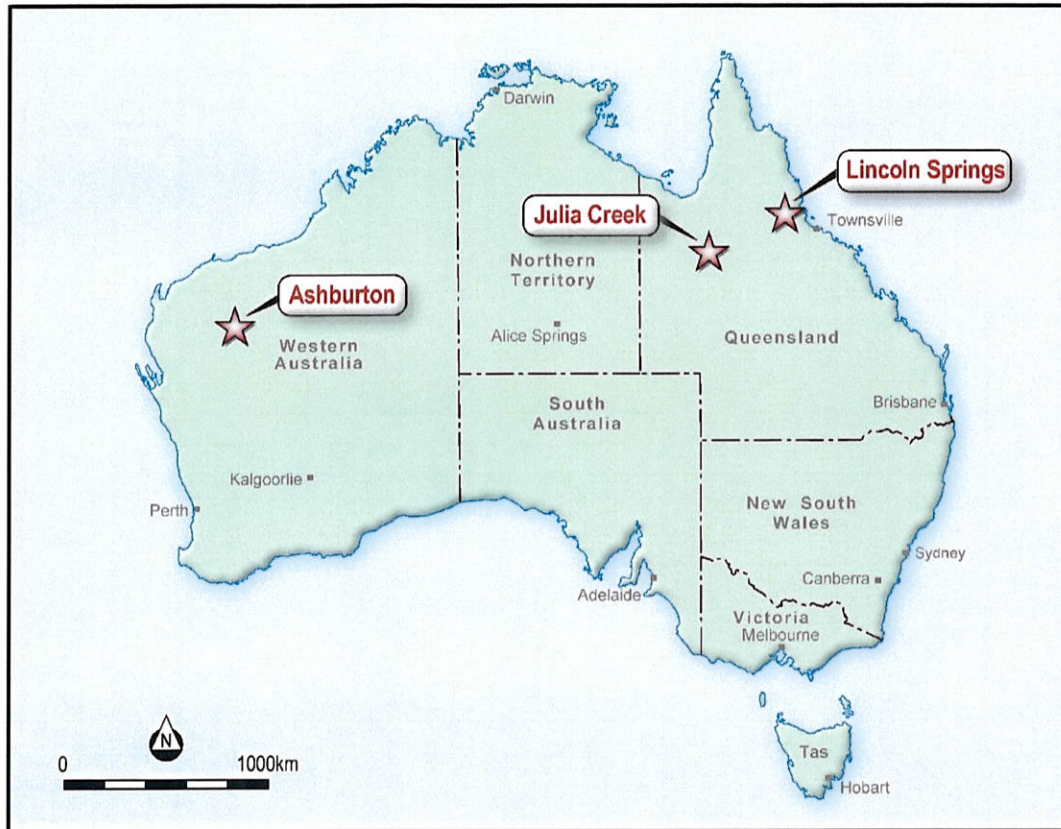 Darwin
Lincoln Springs
Julia Creek
Townsville
Northern
Territory
Ashburton
Alice Springs
Queensland
Western
Australia
South
Australia
Brisbane
Kalgoorlie
New South
Wales
Perth
Sydney
Canberra
Adelaide
Victoria
Melbourne
N
0 1000km
Tas
Hobart